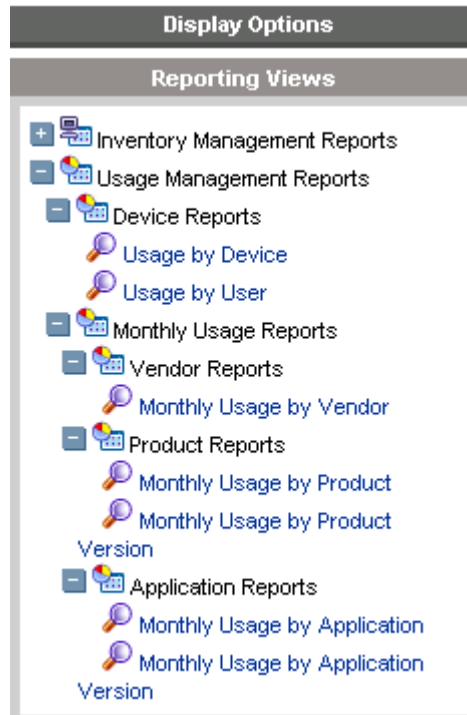 Display Options
Reporting Views
Inventory Management Reports
Usage Management Reports
Device Reports
Usage by Device
Usage by User
Monthly Usage Reports
Vendor Reports
Monthly Usage by Vendor
Product Reports
Monthly Usage by Product
Monthly Usage by Product
Version
Application Reports
Monthly Usage by Application
Monthly Usage by Application
Version